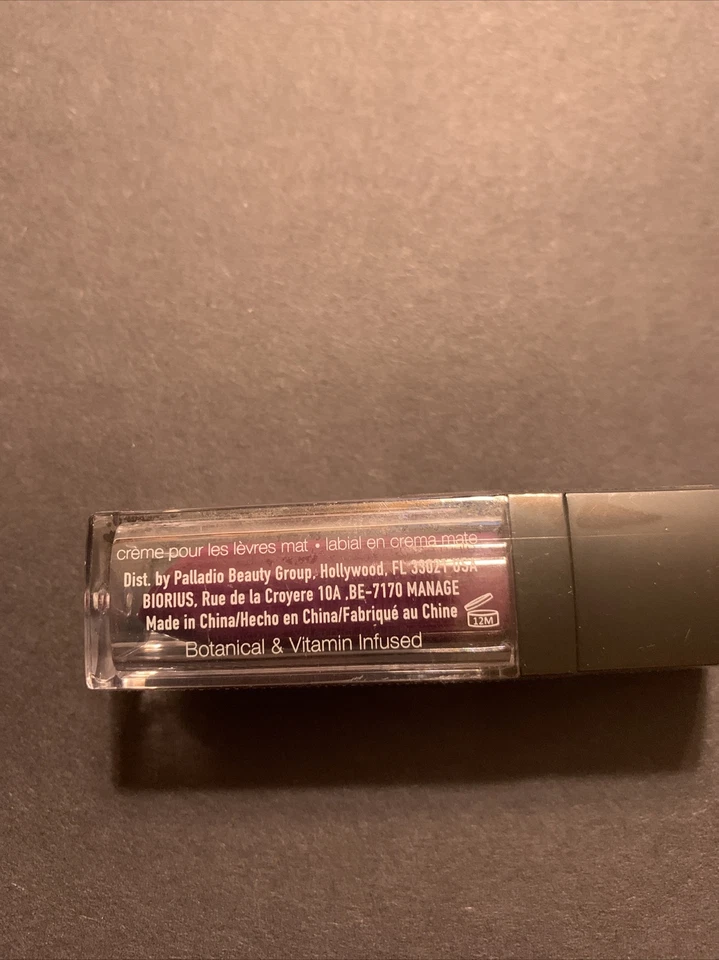 crème pour les lèvres mat • labial en crema mate
Dist. by Palladio Beauty Group, Hollywood, FL 33021 USA
BIORIUS, Rue de la Croyere 10A ,BE-7170 MANAGE
Made in China/Hecho en China/Fabriqué au Chine 12M
Botanical & Vitamin Infused